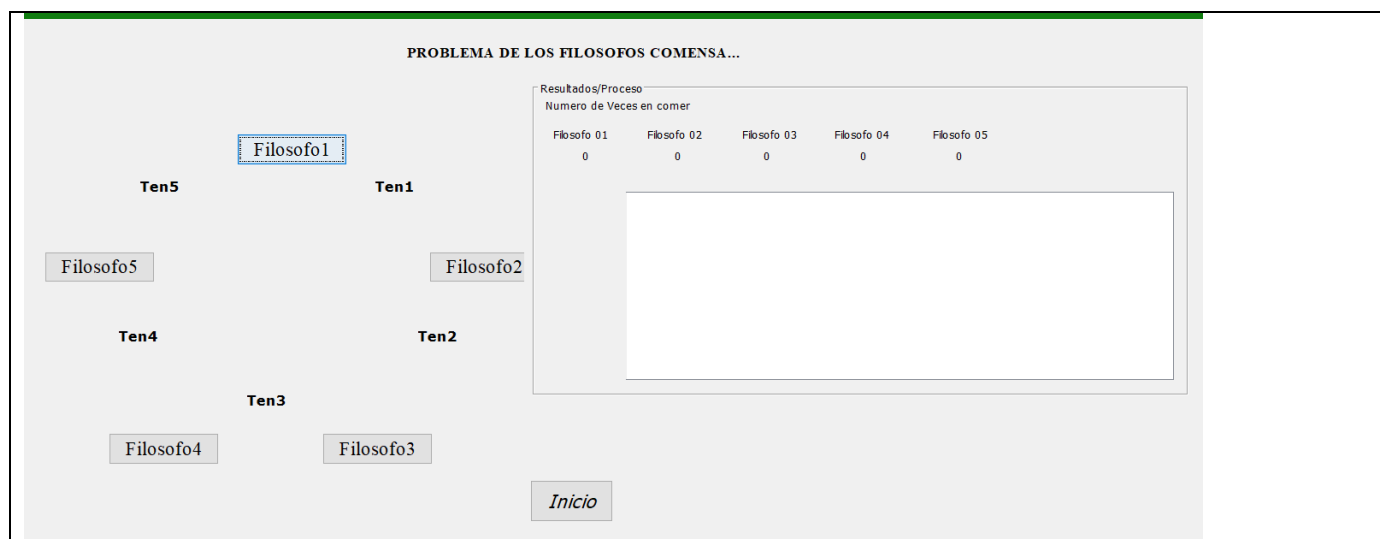 PROBLEMA DE LOS FILOSOFOS COMENSA...
Resultados/Proceso
Numero de Veces en comer
Filosofo 01 Filosofo 02 Filosofo 03 Filosofo 04 Filosofo 05
0 0 0 0 0
Filosofo1
Ten5 Ten1
Filosofo5 Filosofo2
Ten4 Ten2
Ten3
Filosofo4 Filosofo3
Inicio